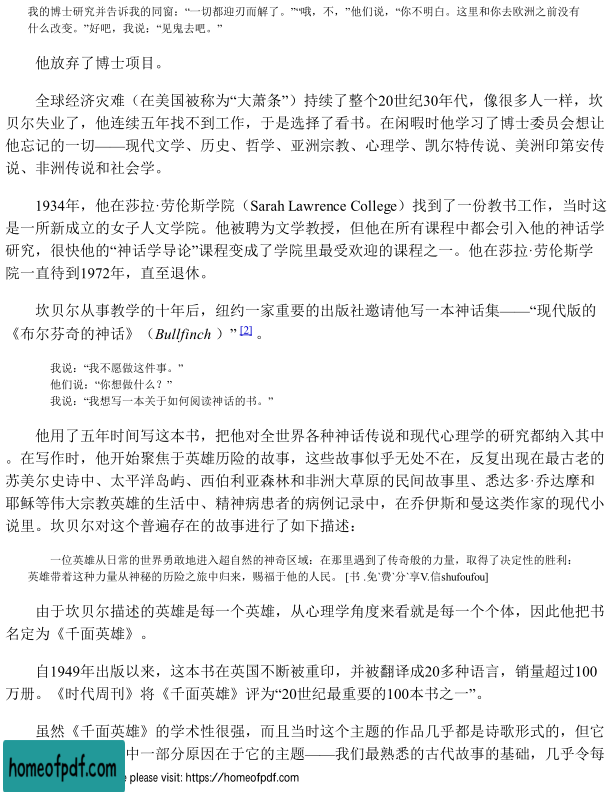 我的博士研究并告诉我的同窗：“一切都迎刃而解了。”“哦，不，”他们说，“你不明白。这里和你去欧洲之前没有
什么改变。”好吧，我说：“见鬼去吧。”
他放弃了博士项目。
全球经济灾难（在美国被称为“大萧条”）持续了整个20世纪30年代，像很多人一样，坎
贝尔失业了，他连续五年找不到工作，于是选择了看书。在闲暇时他学习了博士委员会想让
他忘记的一切——现代文学、历史、哲学、亚洲宗教、心理学、凯尔特传说、美洲印第安传
说、非洲传说和社会学。
1934年，他在莎拉·劳伦斯学院（Sarah Lawrence College）找到了一份教书工作，当时这
是一所新成立的女子人文学院。他被聘为文学教授，但他在所有课程中都会引入他的神话学
研究，很快他的“神话学导论”课程变成了学院里最受欢迎的课程之一。他在莎拉·劳伦斯学
院一直待到1972年，直至退休。
坎贝尔从事教学的十年后，纽约一家重要的出版社邀请他写一本神话集——“现代版的
《布尔芬奇的神话》（Bullfinch ）” [2] 。
我说：“我不愿做这件事。”
他们说：“你想做什么？”
我说：“我想写一本关于如何阅读神话的书。”
他用了五年时间写这本书，把他对全世界各种神话传说和现代心理学的研究都纳入其中
。在写作时，他开始聚焦于英雄历险的故事，这些故事似乎无处不在，反复出现在最古老的
苏美尔史诗中、太平洋岛屿、西伯利亚森林和非洲大草原的民间故事里、悉达多·乔达摩和
耶稣等伟大宗教英雄的生活中、精神病患者的病例记录中，在乔伊斯和曼这类作家的现代小
说里。坎贝尔对这个普遍存在的故事进行了如下描述：
一位英雄从日常的世界勇敢地进入超自然的神奇区域；在那里遇到了传奇般的力量，取得了决定性的胜利；
英雄带着这种力量从神秘的历险之旅中归来，赐福于他的人民。 [书 .免`费`分`享V.信shufoufou]
由于坎贝尔描述的英雄是每一个英雄，从心理学角度来看就是每一个个体，因此他把书
名定为《千面英雄》。
自1949年出版以来，这本书在英国不断被重印，并被翻译成20多种语言，销量超过100
万册。《时代周刊》将《千面英雄》评为“20世纪最重要的100本书之一”。
虽然《千面英雄》的学术性很强，而且当时这个主题的作品几乎都是诗歌形式的，但它
中一部分原因在于它的主题——我们最熟悉的古代故事的基础，几乎令每
homeofpdf.com
please visit: https://homeofpdf.com